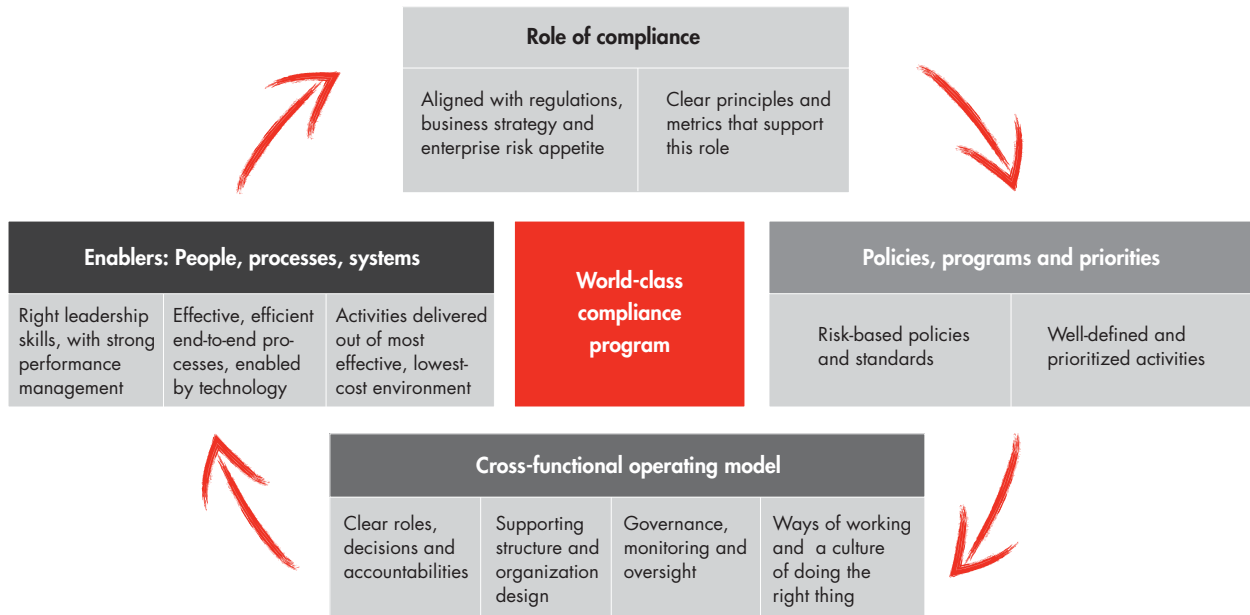 Role of compliance
Aligned with regulations,
business strategy and
enterprise risk appetite
Clear principles and
metrics that support
this role
Enablers: People, processes, systems
Right leadership
skills, with strong
performance
management
Effective, efficient
end-to-end pro-
cesses, enabled
by technology
Activities delivered
out of most
effective, lowest-
cost environment
World-class
compliance
program
Policies, programs and priorities
Risk-based policies
and standards
Well-defined and
prioritized activities
Cross-functional operating model
Clear roles,
decisions and
accountabilities
Supporting
structure and
organization
design
Governance,
monitoring and
oversight
Ways of working
and a culture
of doing the
right thing